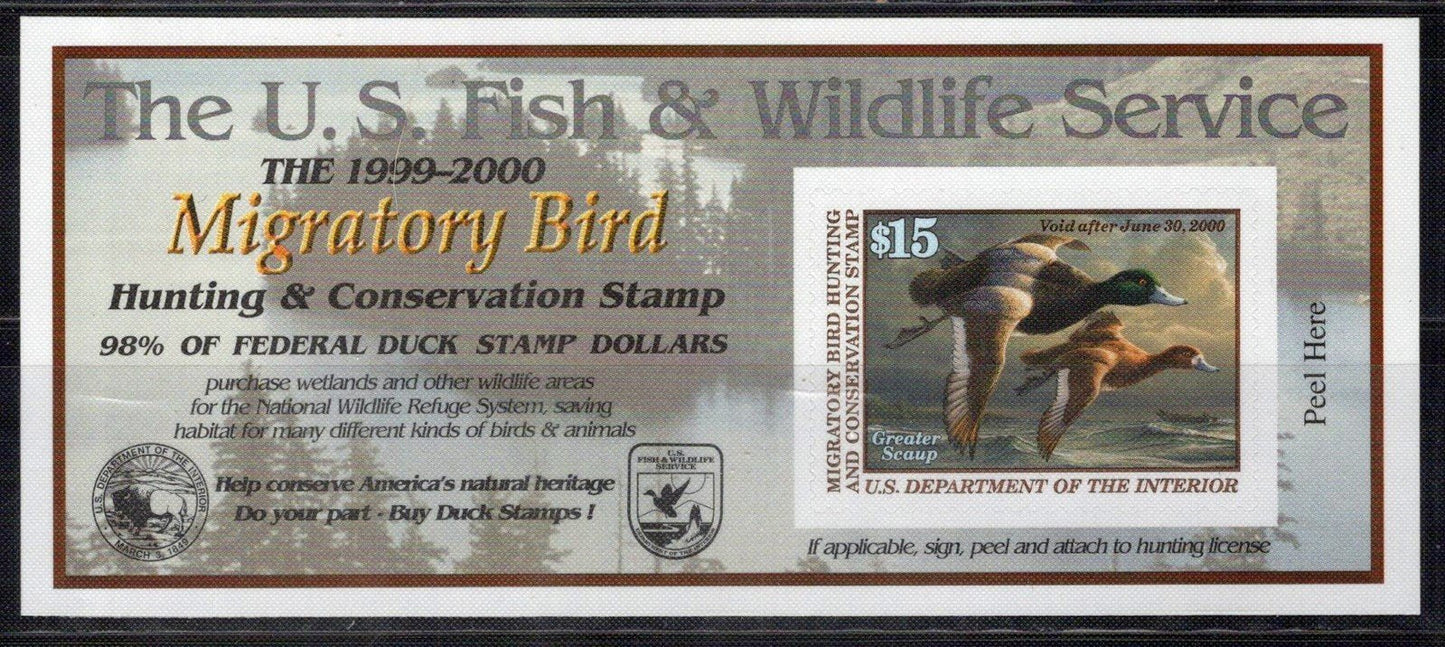 The U. S. Fish & Wildlife Service
THE 1999–2000
Migratory Bird
Hunting & Conservation Stamp
98% OF FEDERAL DUCK STAMP DOLLARS
purchase wetlands and other wildlife areas
for the National Wildlife Refuge System, saving
habitat for many different kinds of birds & animals
U.S. DEPARTMENT OF THE INTERIOR
MARCH 3, 1849
Help conserve America's natural heritage
Do your part - Buy Duck Stamps !
U.S.
FISH & WILDLIFE
SERVICE
DEPARTMENT OF THE INTERIOR
MIGRATORY BIRD HUNTING
AND CONSERVATION STAMP
$15
Void after June 30, 2000
Greater
Scaup
U.S. DEPARTMENT OF THE INTERIOR
Peel Here
If applicable, sign, peel and attach to hunting license